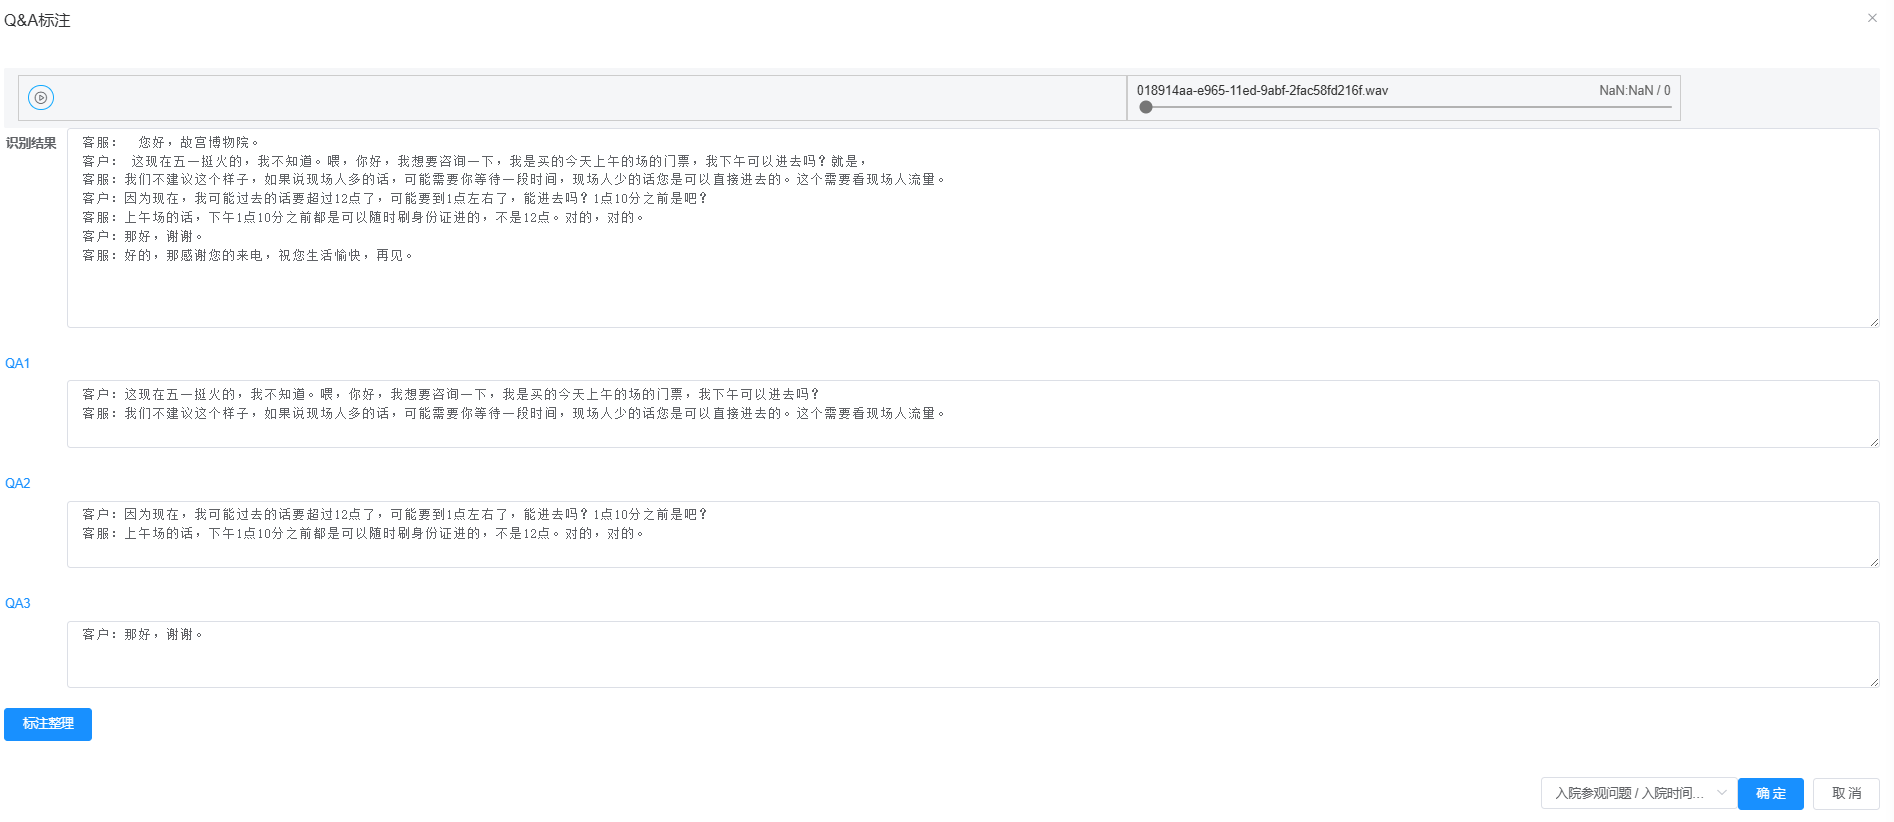 Q&A标注
018914aa-e965-11ed-9abf-2fac58fd216f.wav NaN:NaN / 0
识别结果
客服： 您好，故宫博物院。
客户： 这现在五一挺火的，我不知道。喂，你好，我想要咨询一下，我是买的今天上午的场的门票，我下午可以进去吗？就是，
客服：我们不建议这个样子，如果说现场人多的话，可能需要你等待一段时间，现场人少的话您是可以直接进去的。这个需要看现场人流量。
客户：因为现在，我可能过去的话要超过12点了，可能要到1点左右了，能进去吗？1点10分之前是吧？
客服：上午场的话，下午1点10分之前都是可以随时刷身份证进的，不是12点。对的，对的。
客户：那好，谢谢。
客服：好的，那感谢您的来电，祝您生活愉快，再见。
QA1
客户：这现在五一挺火的，我不知道。喂，你好，我想要咨询一下，我是买的今天上午的场的门票，我下午可以进去吗？
客服：我们不建议这个样子，如果说现场人多的话，可能需要你等待一段时间，现场人少的话您是可以直接进去的。这个需要看现场人流量。
QA2
客户：因为现在，我可能过去的话要超过12点了，可能要到1点左右了，能进去吗？1点10分之前是吧？
客服：上午场的话，下午1点10分之前都是可以随时刷身份证进的，不是12点。对的，对的。
QA3
客户：那好，谢谢。
标注整理
入院参观问题 / 入院时间... 确 定 取 消